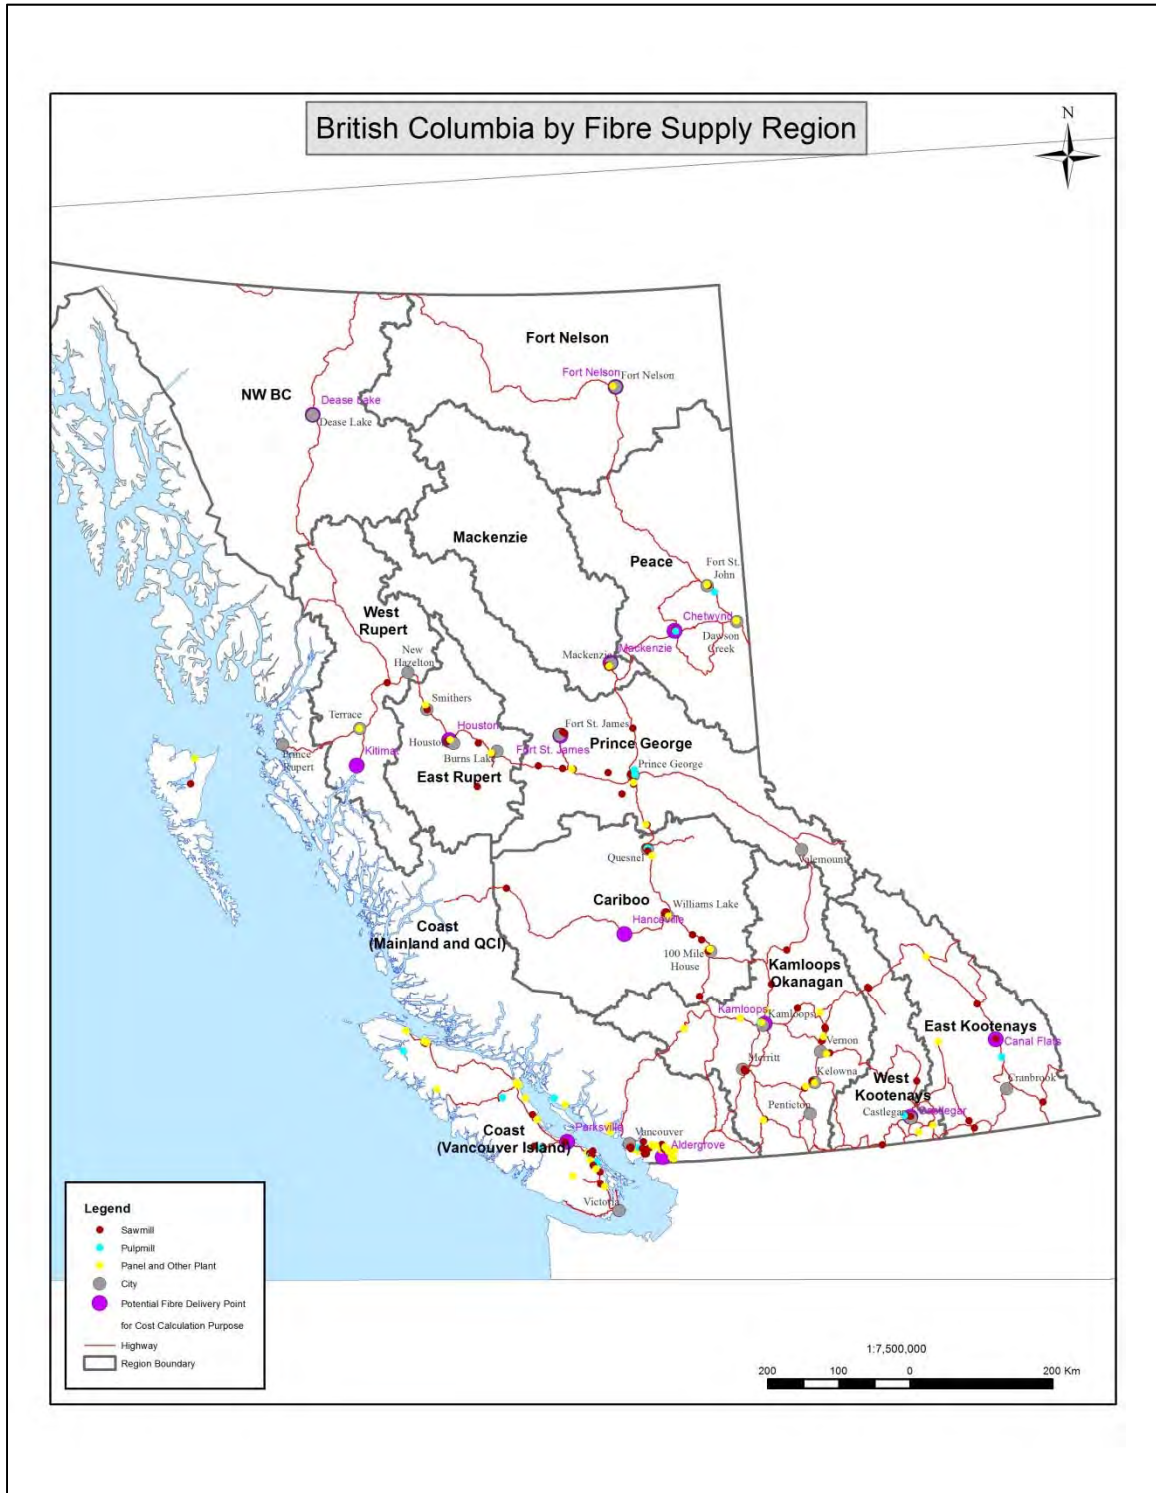 British Columbia by Fibre Supply Region
N
Fort Nelson
Fort Nelson
Fort Nelson
NW BC
Dease Lake
Dease Lake
Mackenzie
Peace
Fort St.
John
Chetwynd
Dawson
Creek
West
Rupert
New
Hazelton
Mackenzie
Mackenzie
Smithers
Terrace
Houston
Houston
Fort St. James
Fort St. James
Prince George
Prince George
Kitimat
Prince
Rupert
Burns Lake
East Rupert
Quesnel
Valemount
Cariboo
Williams Lake
Hanceville
Coast
(Mainland and QCI)
100 Mile
House
Kamloops
Okanagan
Kamloops
Kamloops
East Kootenays
Canal Flats
Vernon
Merritt
Kelowna
West
Kootenays
Cranbrook
Penticton
Castlegar
Castlegar
Parksville
Coast
(Vancouver Island)
Vancouver
Aldergrove
Victoria
Legend
Sawmill
Pulpmill
Panel and Other Plant
City
Potential Fibre Delivery Point
for Cost Calculation Purpose
Highway
Region Boundary
1:7,500,000
200 100 0 200 Km